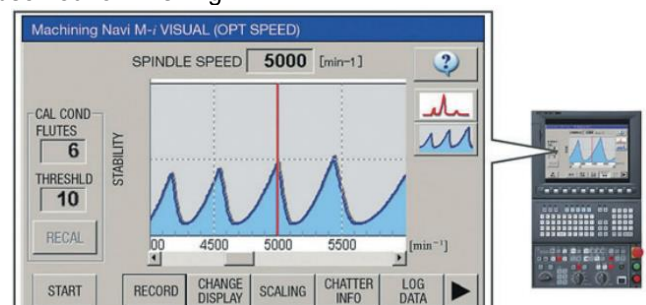 Machining Navi M-i VISUAL (OPT SPEED)
SPINDLE SPEED 5000 [min-1]
CAL COND
FLUTES
6
THRESHLD
10
RECAL
STABILITY
00 4500 5000 5500 [min⁻¹]
START RECORD CHANGE DISPLAY SCALING CHATTER INFO LOG DATA